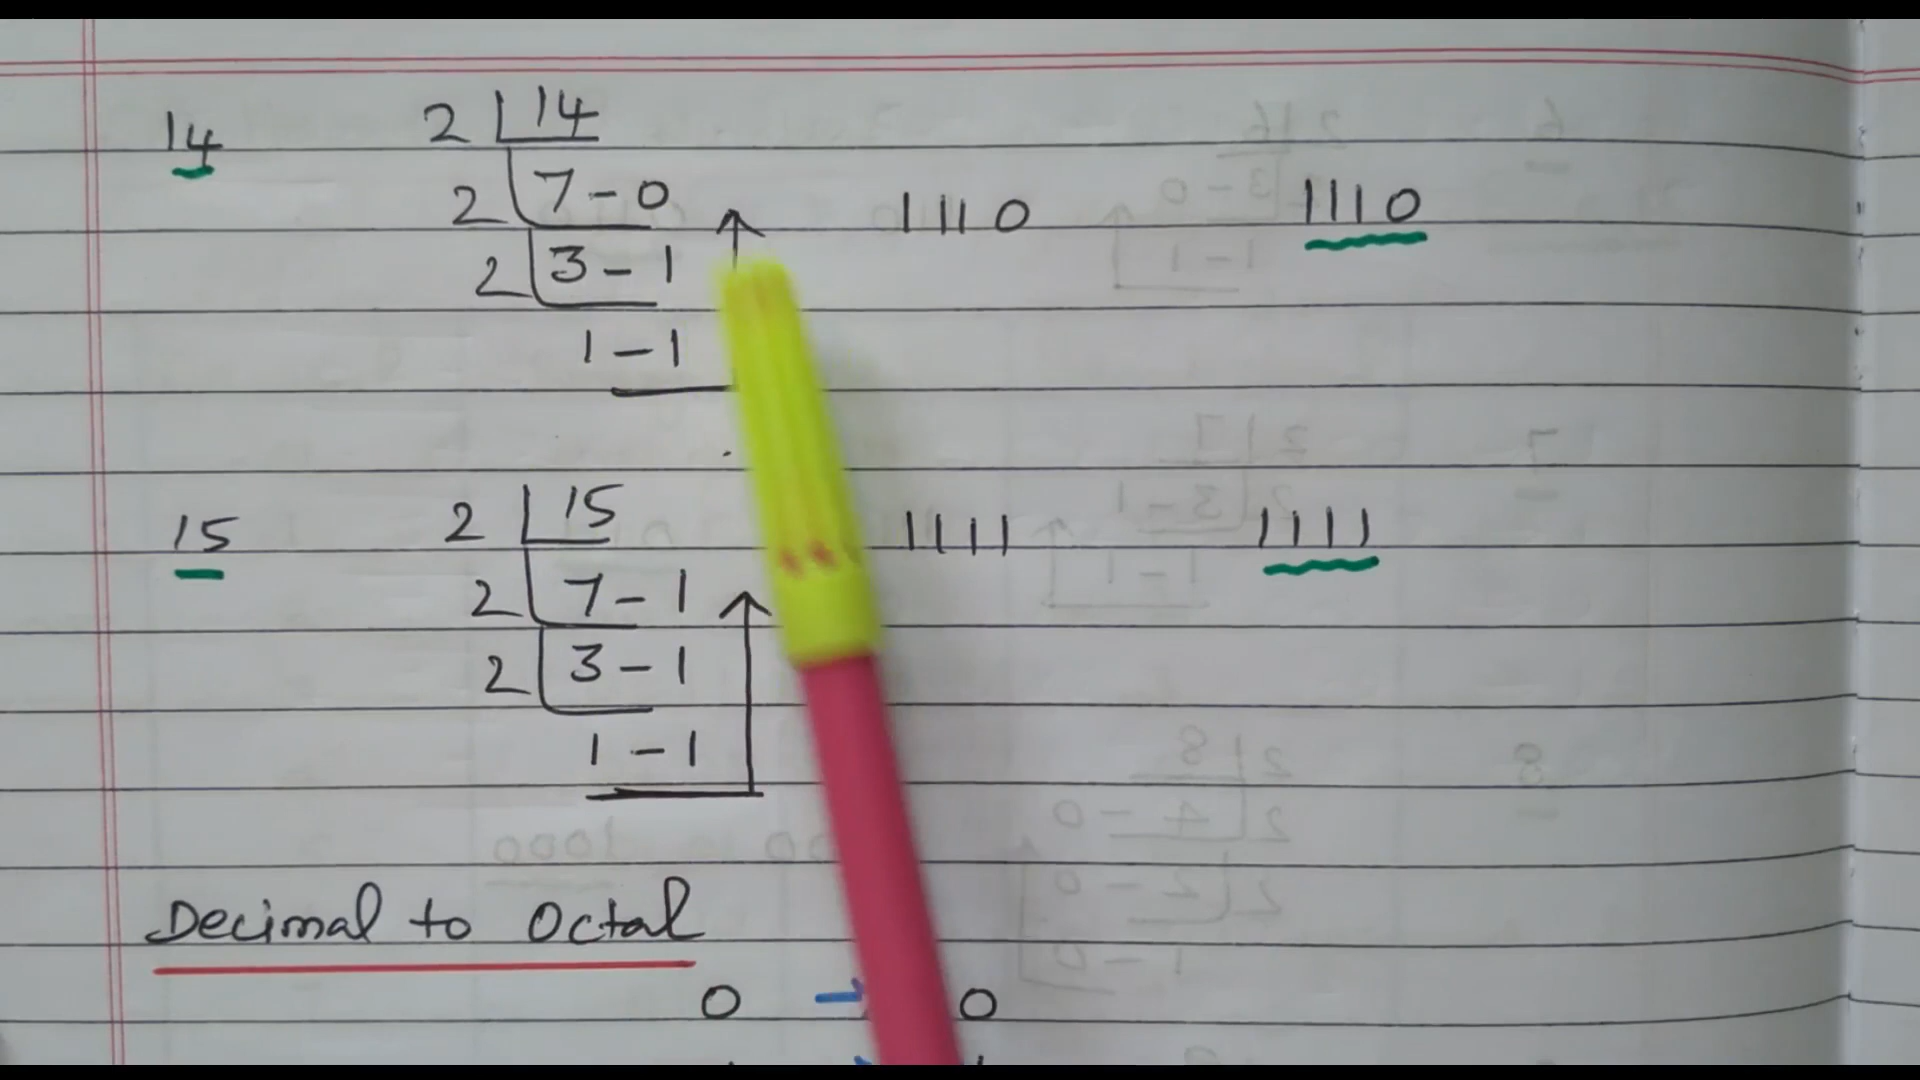 14 2 14
2 7 - 0 1110 1110
2 3 - 1
1 - 1
15 2 15 1111 1111
2 7 - 1
2 3 - 1
1 - 1
Decimal to Octal
0 → 0